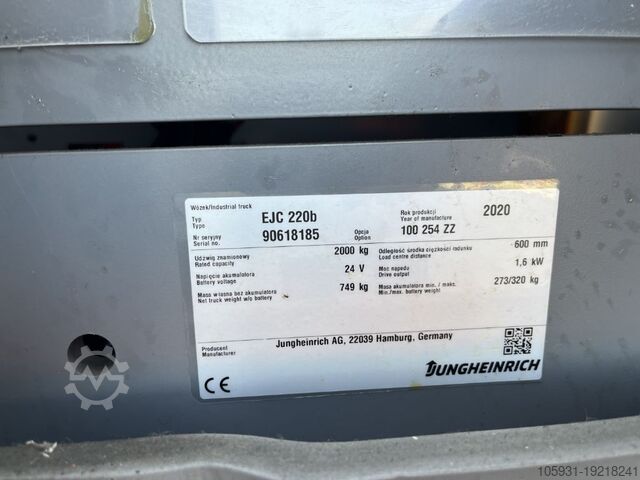 Wózek/Industrial truck
Typ
Type
EJC 220b
Rok produkcji
Year of manufacture
2020
Nr seryjny
Serial no.
90618185
Opcja
Option
100 254 ZZ
Udźwig znamionowy
Rated capacity
2000 kg
Odległość środka ciężkości ładunku
Load centre distance
600 mm
Napięcie akumulatora
Battery voltage
24 V
Moc napędu
Drive output
1,6 kW
Masa własna bez akumulatora
Net truck weight w/o battery
749 kg
Masa akumulatora min. / maks.
Min./max. battery weight
273/320 kg
Producent
Manufacturer
Jungheinrich AG, 22039 Hamburg, Germany
CE
JUNGHEINRICH
105931-19218241